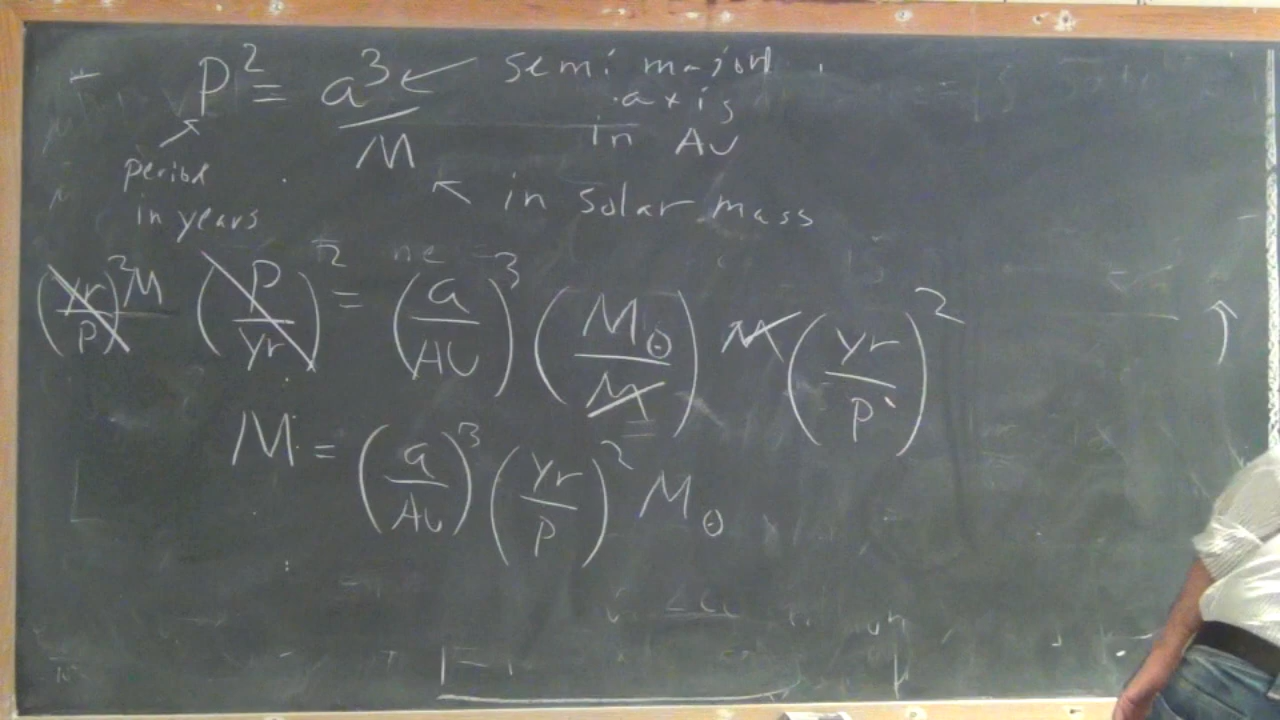 P² = a³/M ← semi major
axis
in AU
period
in years
← in solar mass
(yr/P)² M (P/yr)² = (a/AU)³ (M⊙/M) M (yr/P)²
M = (a/AU)³ (yr/P)² M⊙